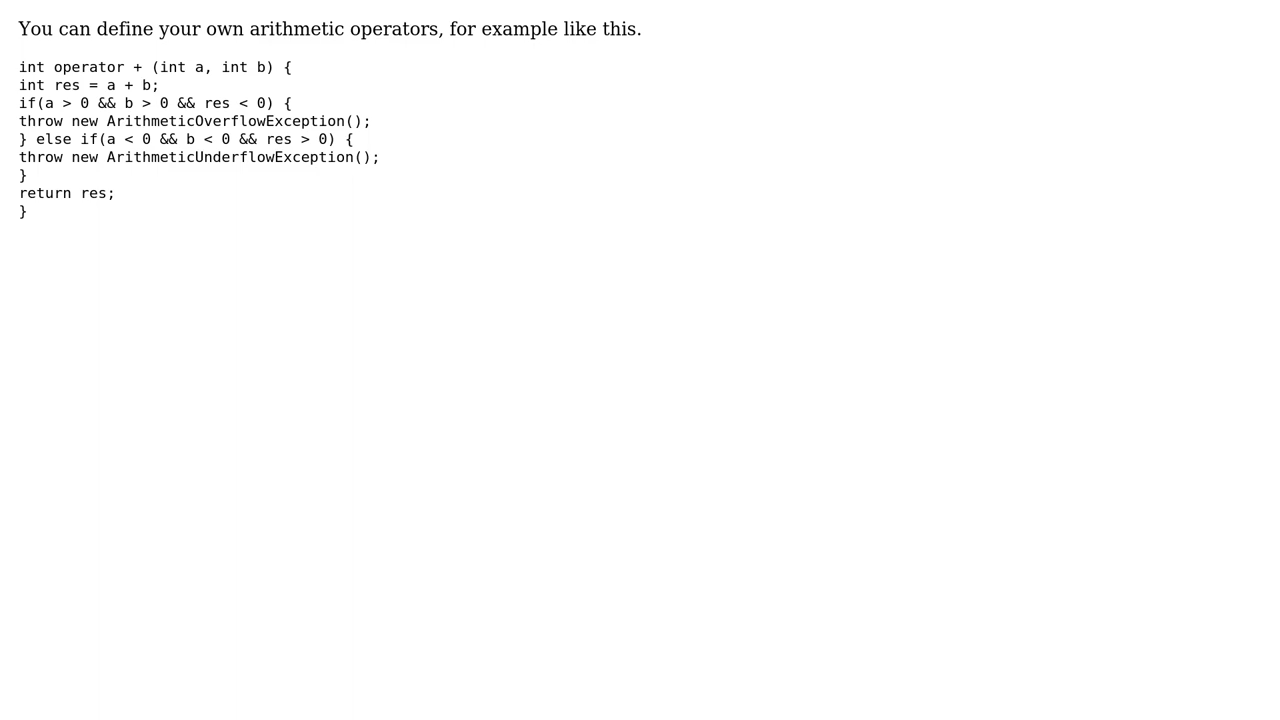 You can define your own arithmetic operators, for example like this.
int operator + (int a, int b) {
int res = a + b;
if(a > 0 && b > 0 && res < 0) {
throw new ArithmeticOverflowException();
} else if(a < 0 && b < 0 && res > 0) {
throw new ArithmeticUnderflowException();
}
return res;
}